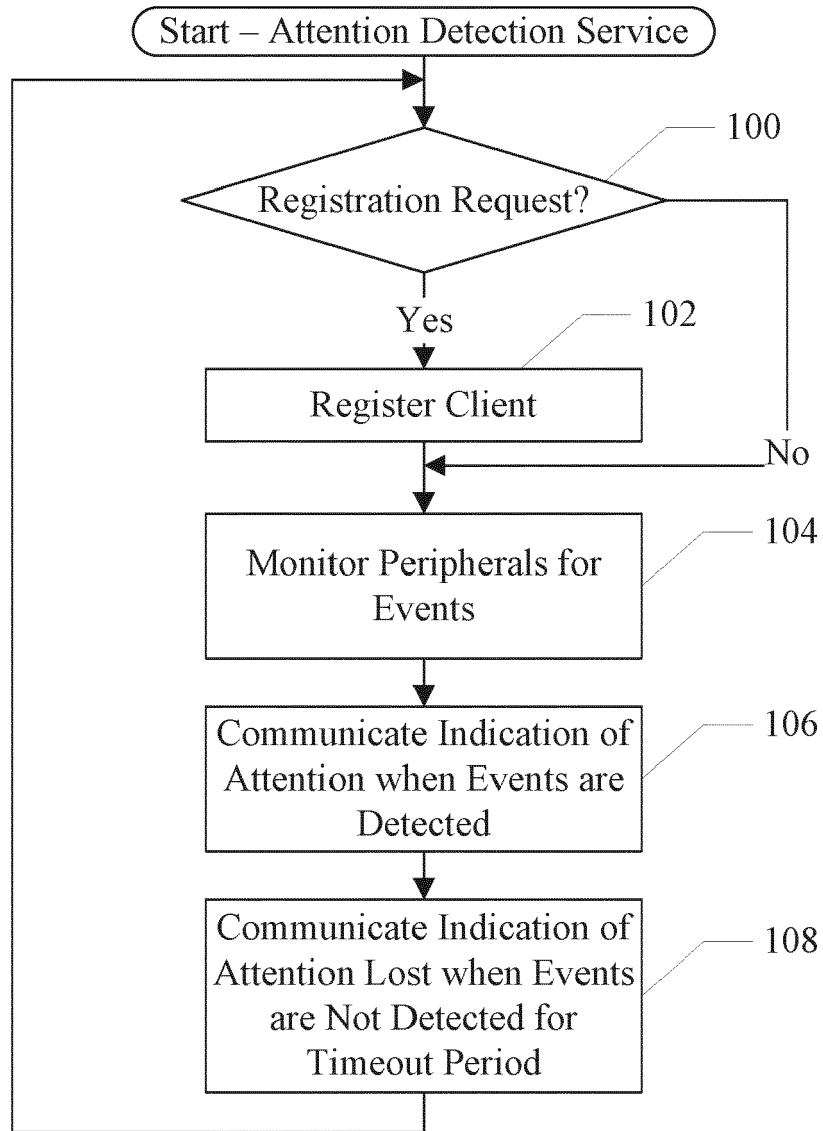 Start – Attention Detection Service
100
Registration Request?
Yes
102
Register Client
No
104
Monitor Peripherals for
Events
106
Communicate Indication of
Attention when Events are
Detected
108
Communicate Indication of
Attention Lost when Events
are Not Detected for
Timeout Period